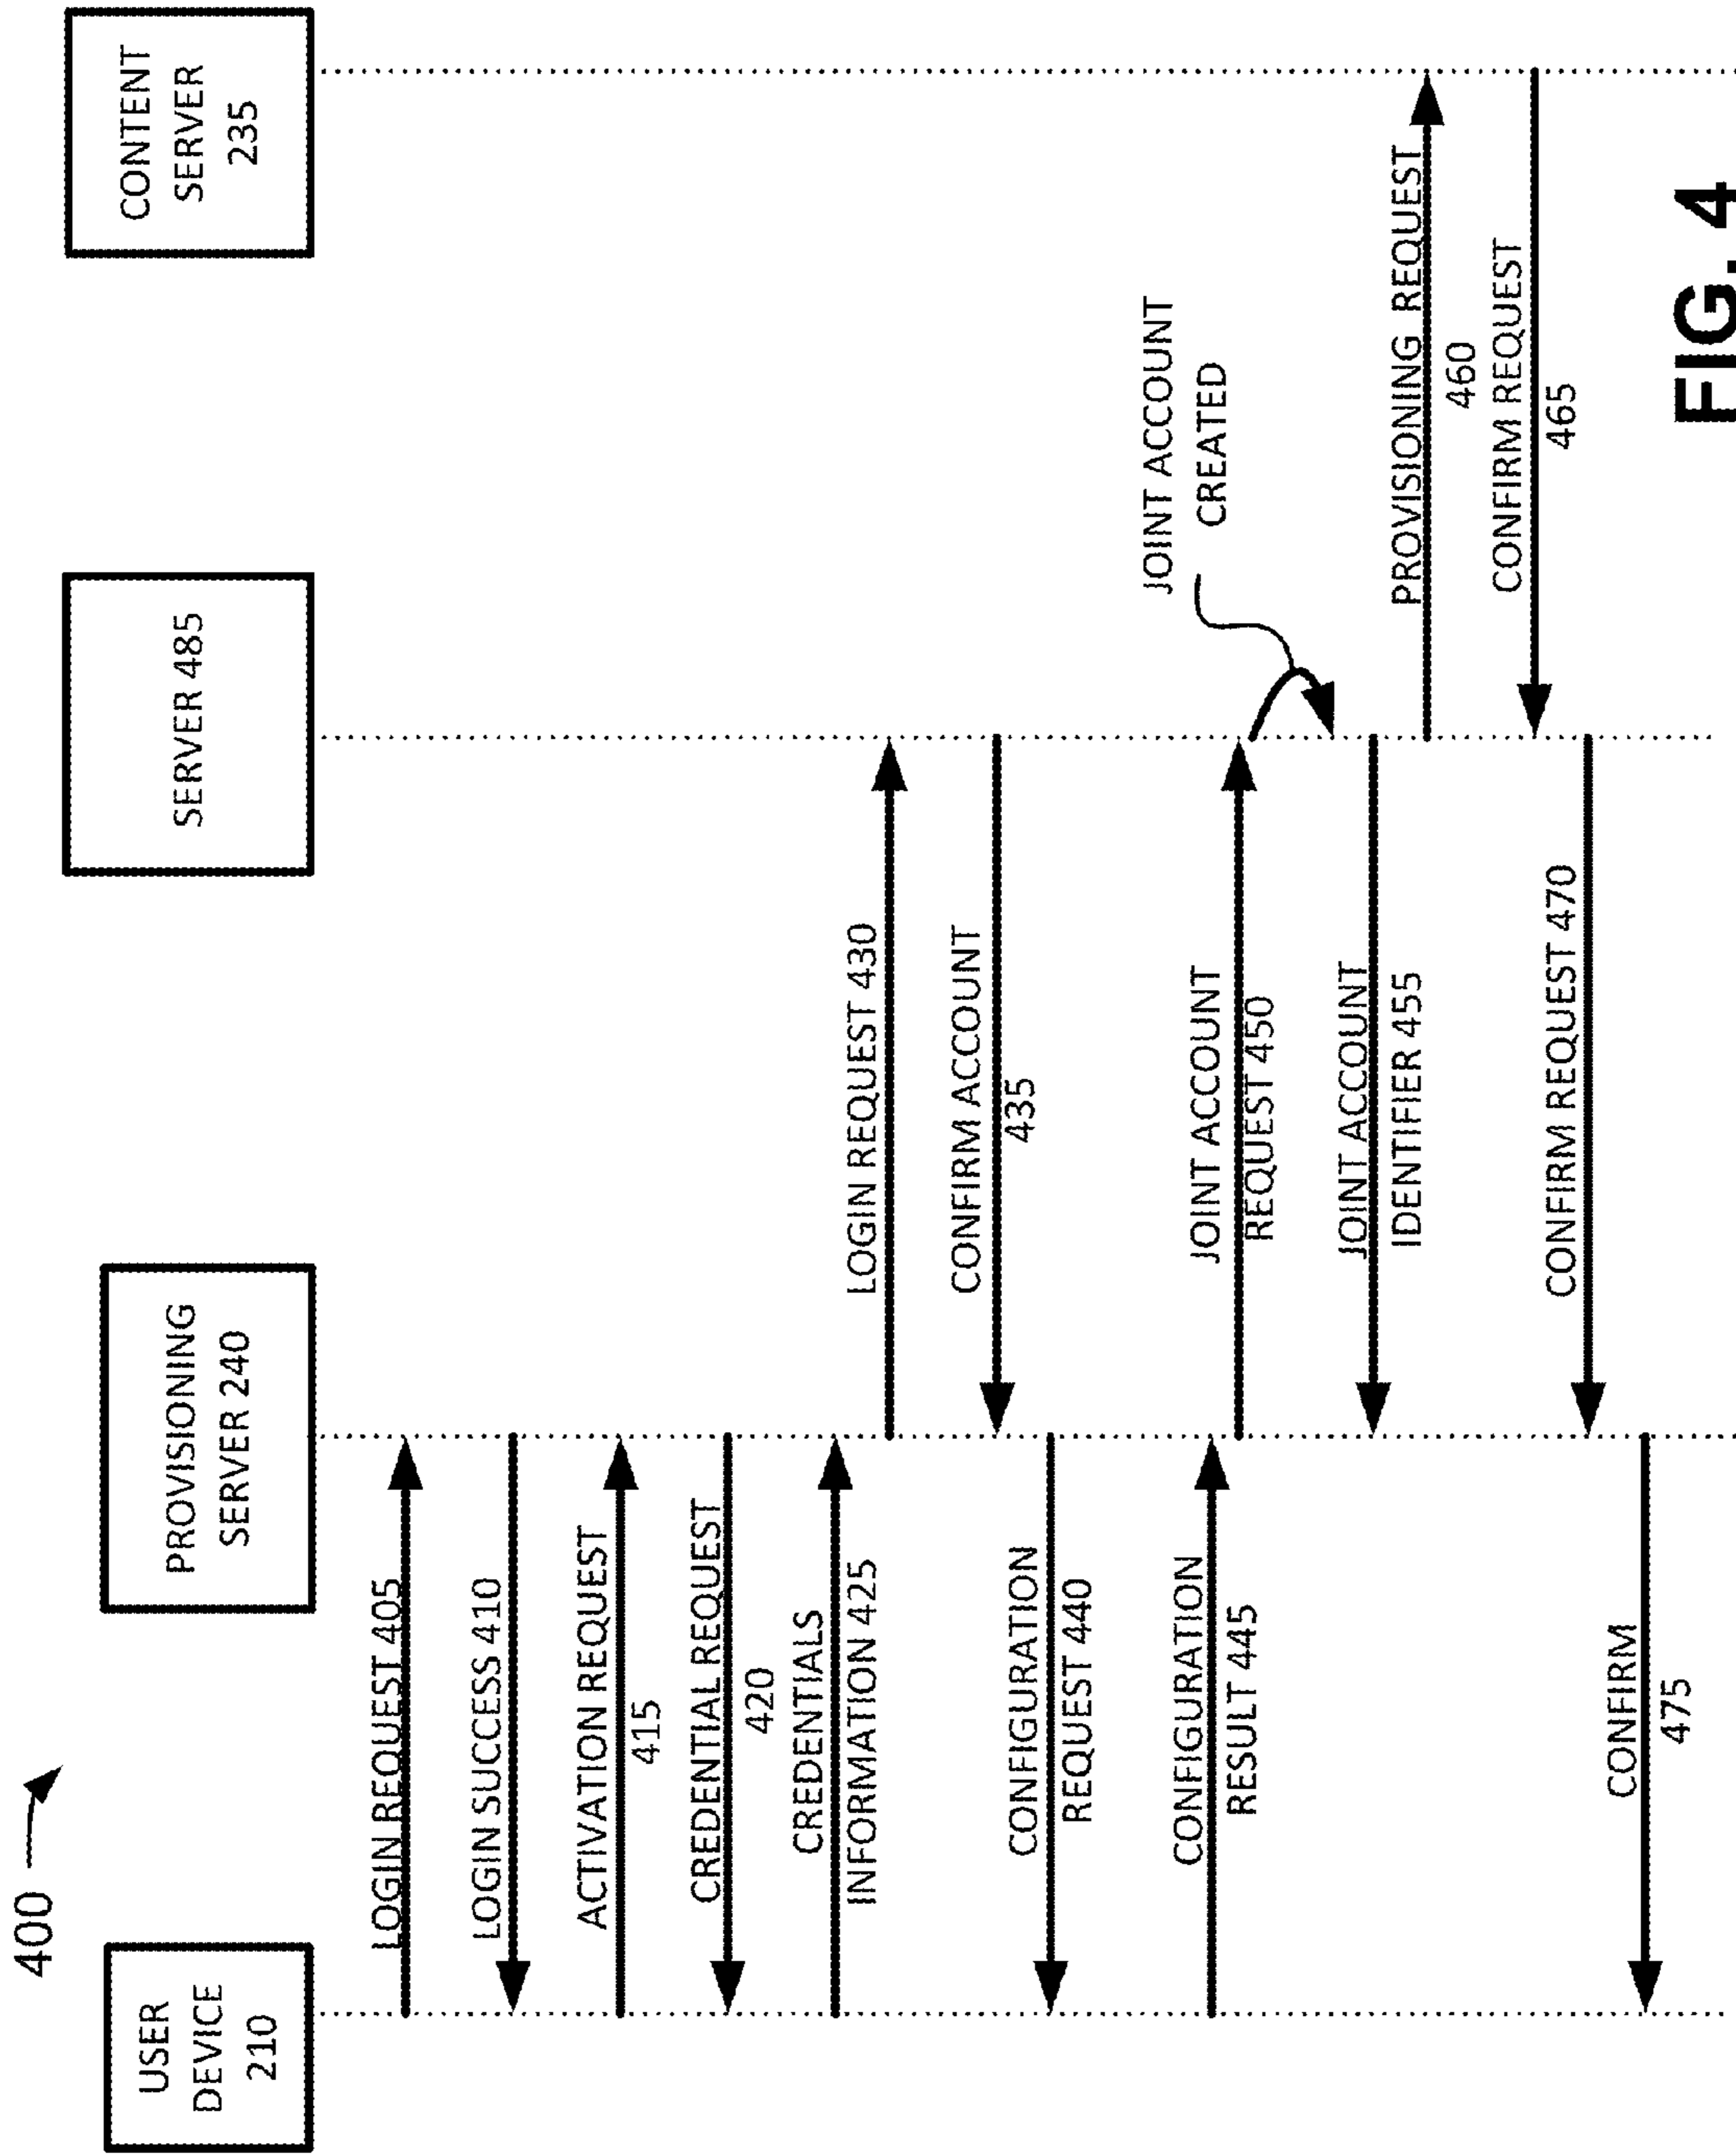 400
USER
DEVICE
210
PROVISIONING
SERVER 240
SERVER 485
CONTENT
SERVER
235
LOGIN REQUEST 405
LOGIN SUCCESS 410
ACTIVATION REQUEST
415
CREDENTIAL REQUEST
420
CREDENTIALS
INFORMATION 425
LOGIN REQUEST 430
CONFIRM ACCOUNT
435
CONFIGURATION
REQUEST 440
CONFIGURATION
RESULT 445
JOINT ACCOUNT
REQUEST 450
JOINT ACCOUNT
CREATED
JOINT ACCOUNT
IDENTIFIER 455
PROVISIONING REQUEST
460
CONFIRM REQUEST
465
CONFIRM REQUEST 470
CONFIRM
475
FIG. 4